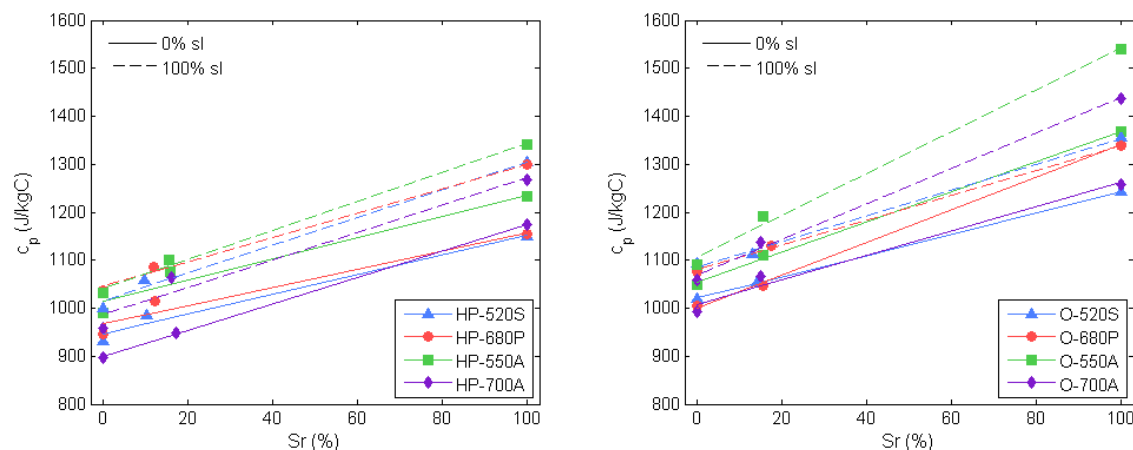 1600
1500
1400
1300
1200
1100
1000
900
800
c_p (J/kgC)
0% sl
100% sl
HP-520S
HP-680P
HP-550A
HP-700A
0 20 40 60 80 100
Sr (%)
1600
1500
1400
1300
1200
1100
1000
900
800
c_p (J/kgC)
0% sl
100% sl
O-520S
O-680P
O-550A
O-700A
0 20 40 60 80 100
Sr (%)